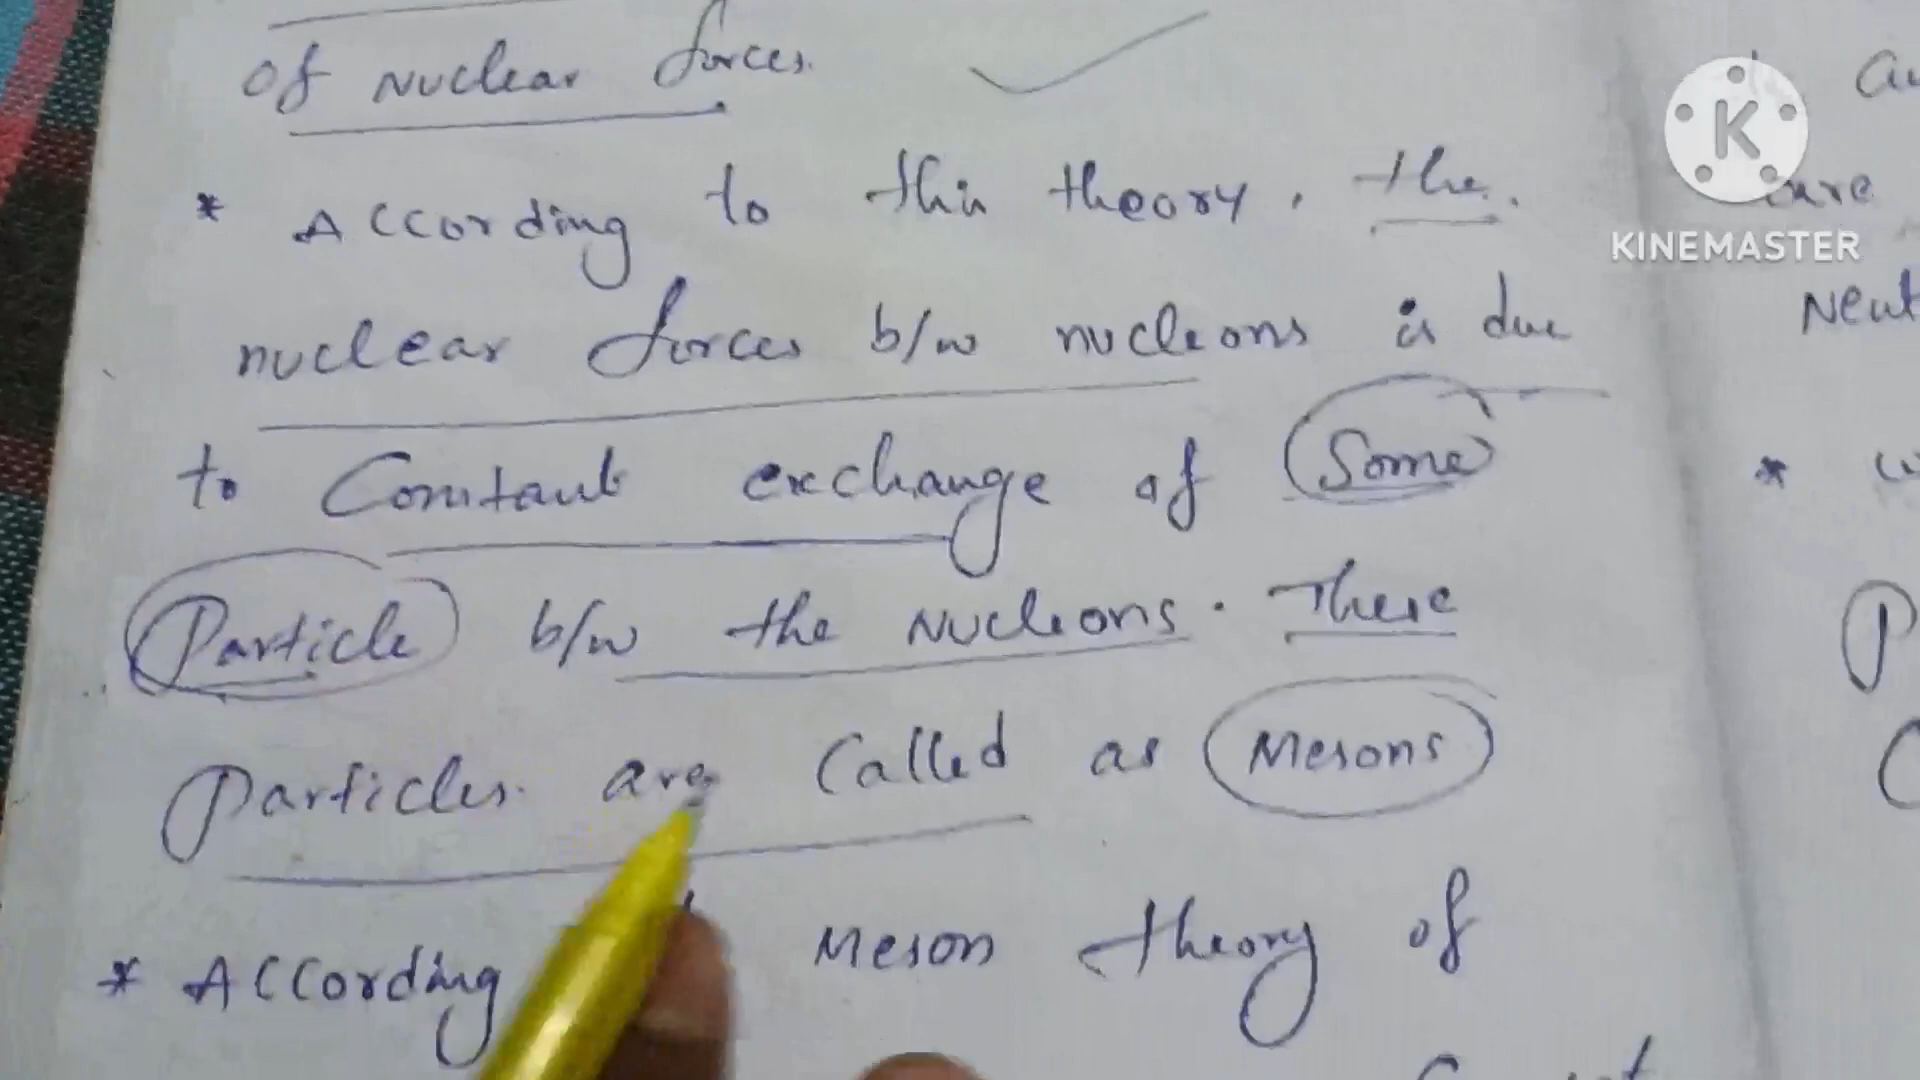 of nuclear forces.
* According to this theory, the
nuclear forces b/w nucleons is due
to Constant exchange of Some
Particle b/w the Nucleons. These
Particles are called as Mesons
* According Meson theory of
are
Neut
*
KINEMASTER